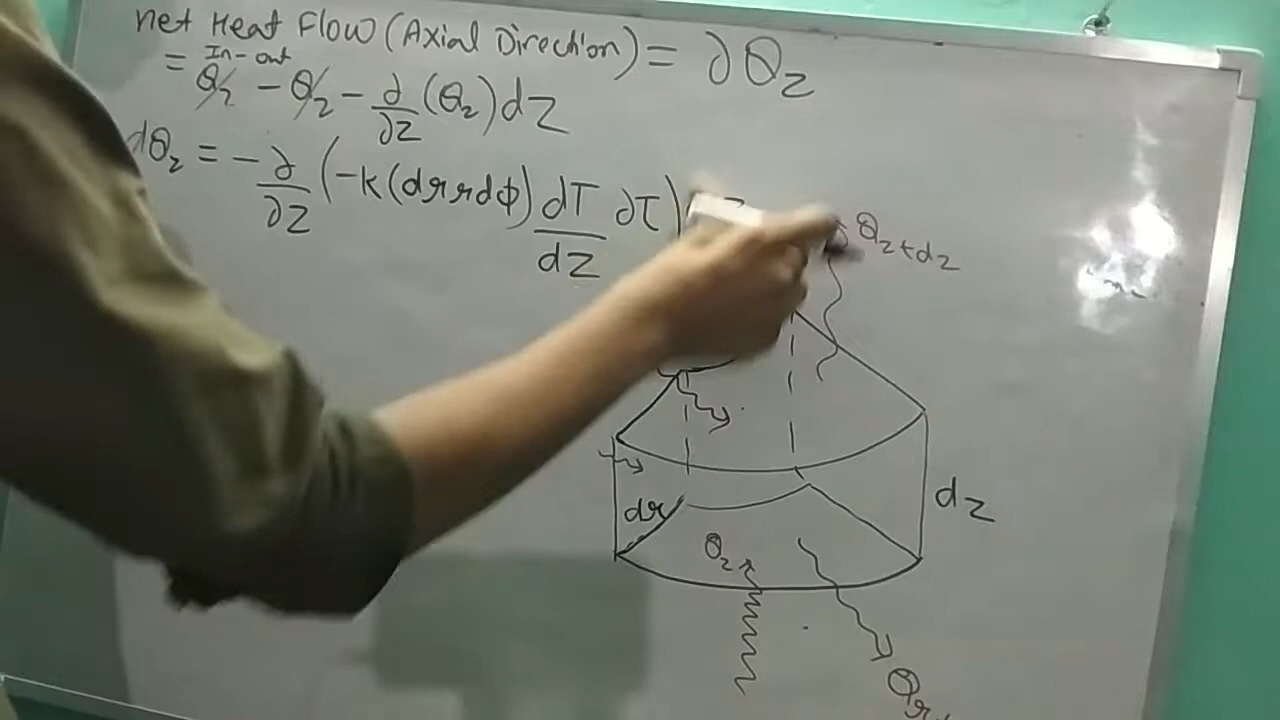 net Heat Flow (Axial Direction) = ∂Q_z
= In-out
Q_z - Q_z - ∂/∂z (Q_z) dz
dQ_z = - ∂/∂z (-K(dr r dϕ) dT/dz ∂τ)
Q_z+dz
dr
dz
Q_z
Q_r